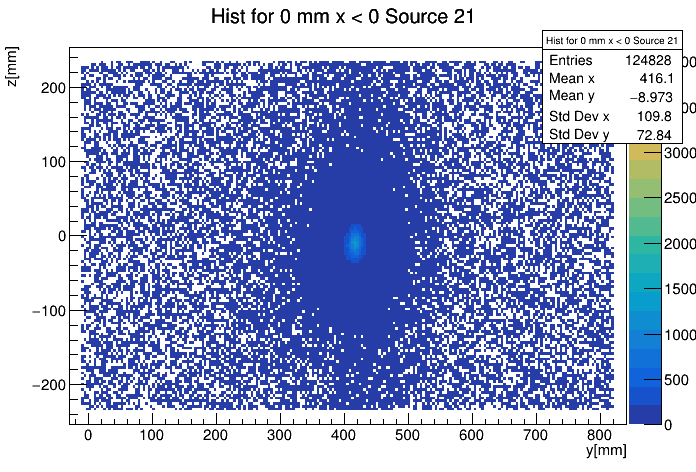 Hist for 0 mm x < 0 Source 21
z[mm]
Hist for 0 mm x < 0 Source 21
Entries 124828
Mean x 416.1
Mean y −8.973
Std Dev x 109.8
Std Dev y 72.84
200
100
0
−100
−200
0 100 200 300 400 500 600 700 800
y[mm]
3000
2500
2000
1500
1000
500
0